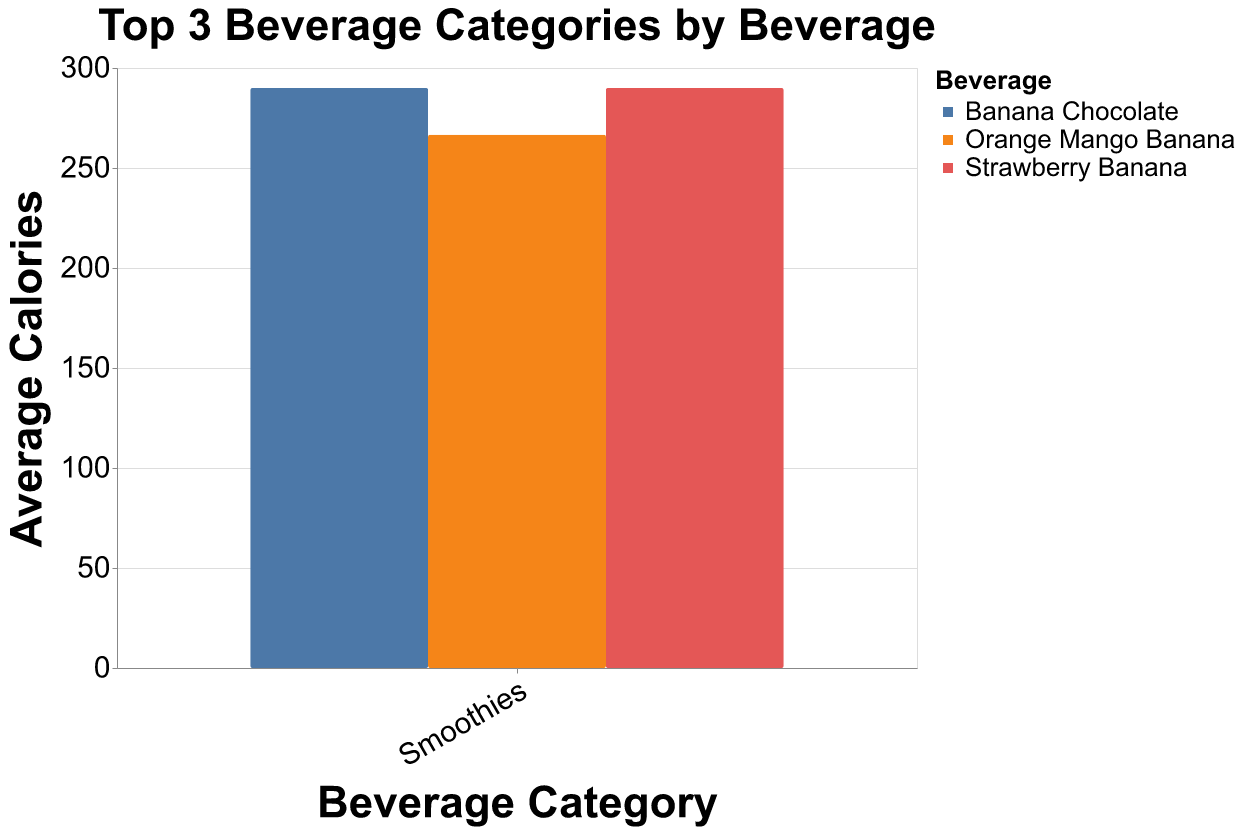 Top 3 Beverage Categories by Beverage
300
250
200
150
100
50
0
Average Calories
Smoothies
Beverage Category
Beverage
Banana Chocolate
Orange Mango Banana
Strawberry Banana